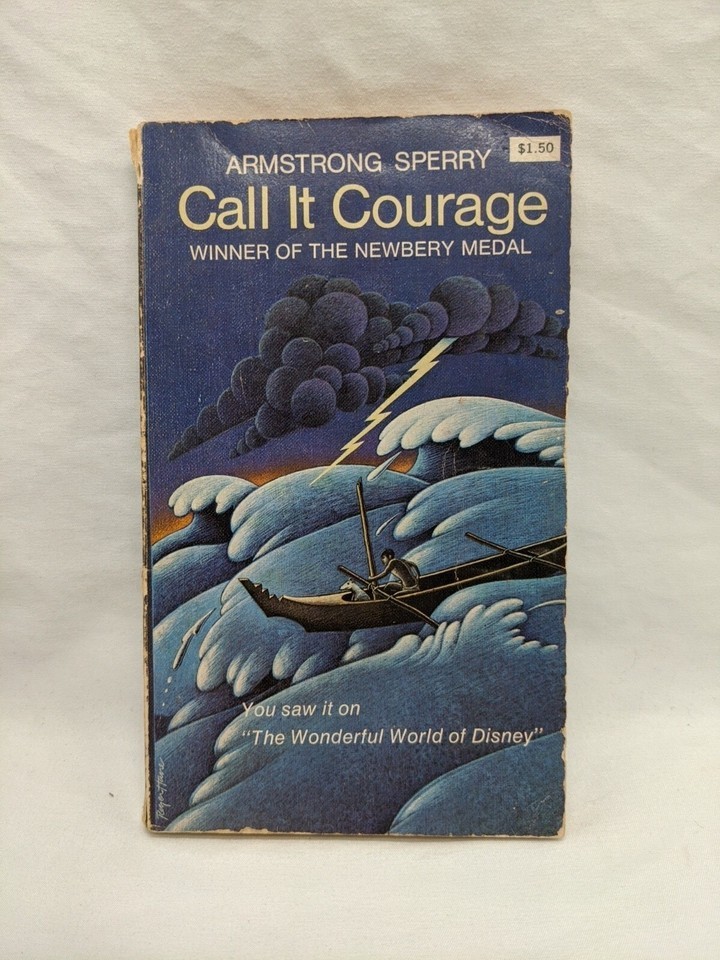 ARMSTRONG SPERRY
$1.50
Call It Courage
WINNER OF THE NEWBERY MEDAL
You saw it on
"The Wonderful World of Disney"